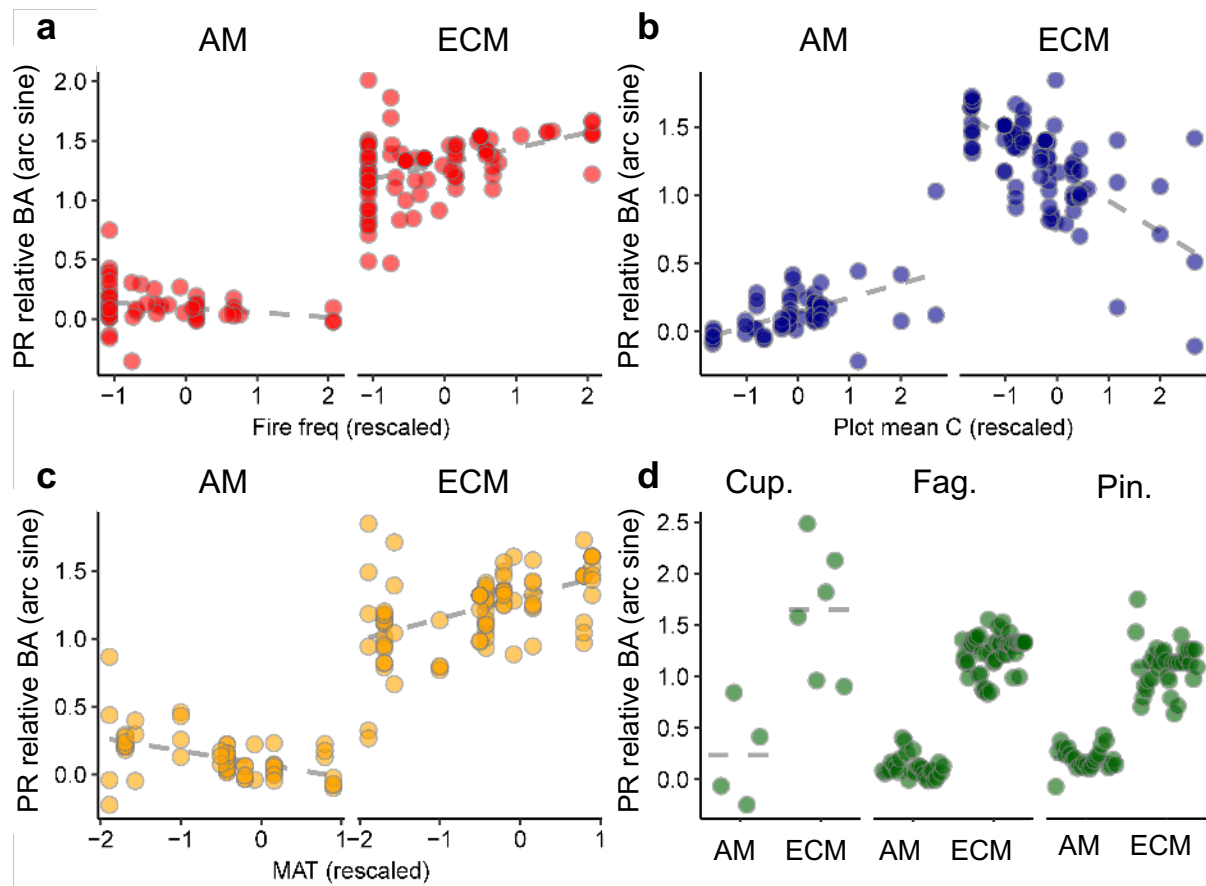 a
AM ECM
PR relative BA (arc sine)
2.0
1.5
1.0
0.5
0.0
−1 0 1 2 −1 0 1 2
Fire freq (rescaled)
b
AM ECM
PR relative BA (arc sine)
1.5
1.0
0.5
0.0
−1 0 1 2 −1 0 1 2
Plot mean C (rescaled)
c
AM ECM
PR relative BA (arc sine)
1.5
1.0
0.5
0.0
−2 −1 0 1 −2 −1 0 1
MAT (rescaled)
d
Cup. Fag. Pin.
PR relative BA (arc sine)
2.5
2.0
1.5
1.0
0.5
0.0
AM ECM AM ECM AM ECM